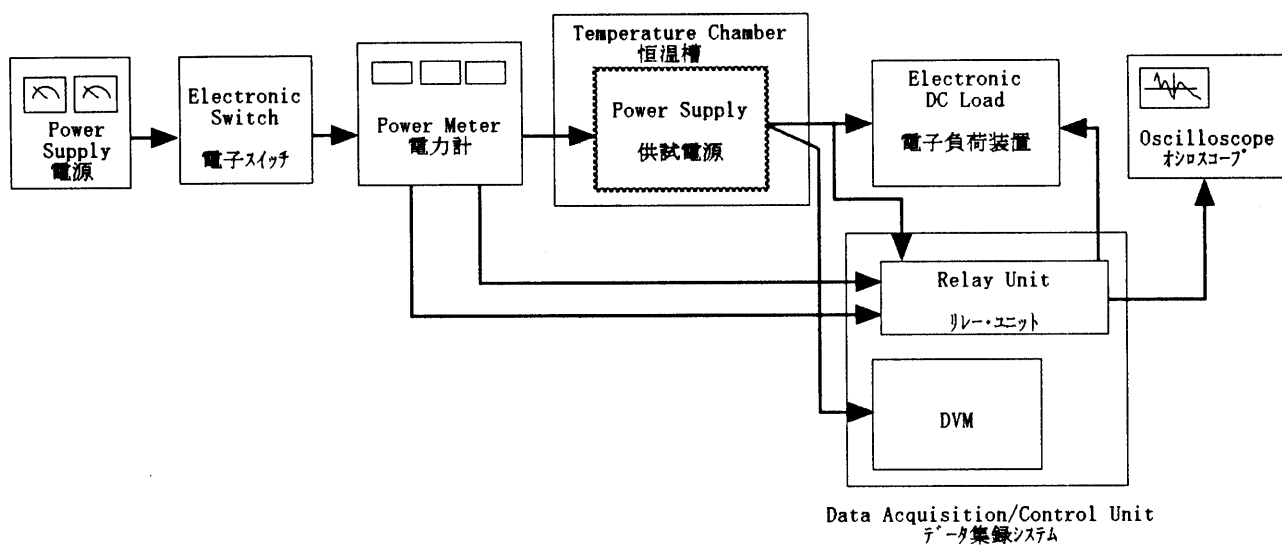 Power
Supply
電源
Electronic
Switch
電子スイッチ
Power Meter
電力計
Temperature Chamber
恒温槽
Power Supply
供試電源
Electronic
DC Load
電子負荷装置
Oscilloscope
オシロスコープ
Relay Unit
リレー・ユニット
DVM
Data Acquisition/Control Unit
データ集録システム